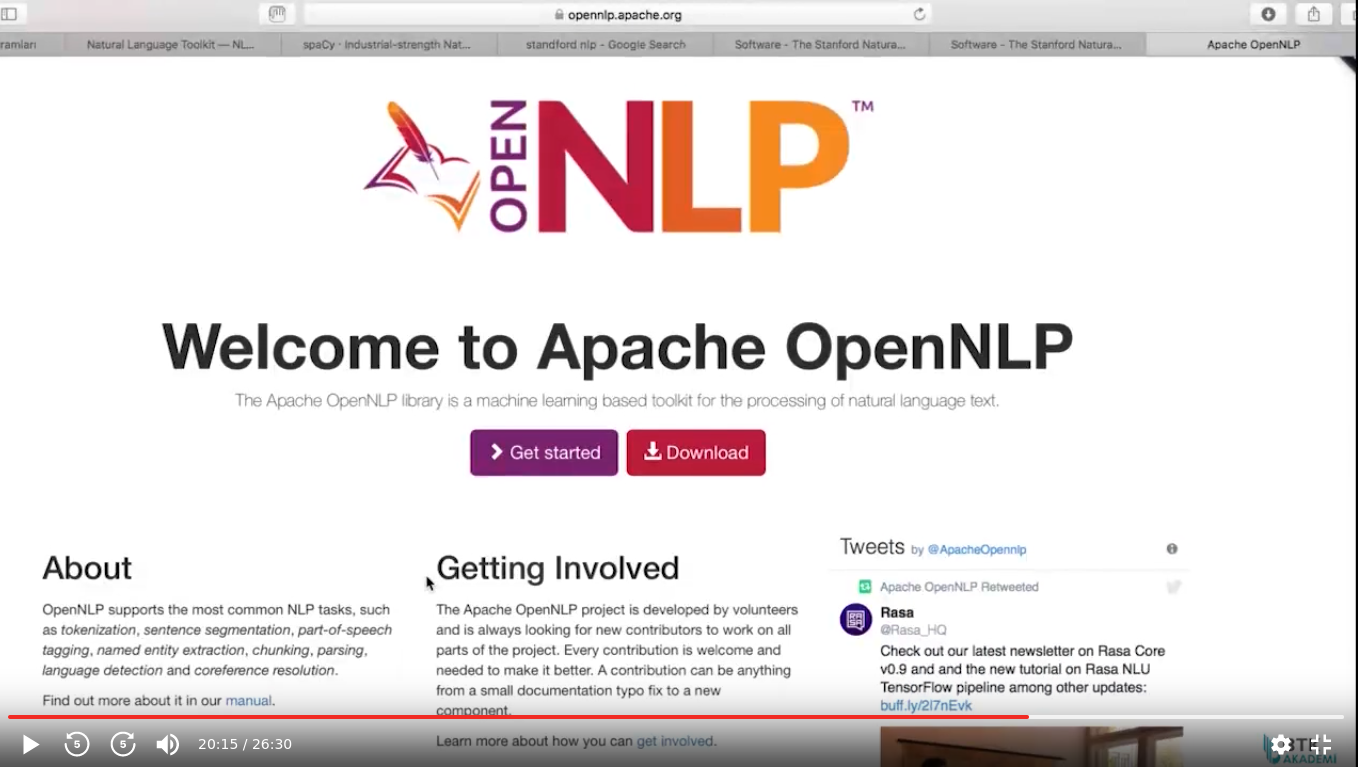 opennlp.apache.org
ramları
Natural Language Toolkit — NL...
spaCy · Industrial-strength Nat...
standford nlp - Google Search
Software - The Stanford Natura...
Software - The Stanford Natura...
Apache OpenNLP
OPEN NLP TM
Welcome to Apache OpenNLP
The Apache OpenNLP library is a machine learning based toolkit for the processing of natural language text.
Get started
Download
About
OpenNLP supports the most common NLP tasks, such
as tokenization, sentence segmentation, part-of-speech
tagging, named entity extraction, chunking, parsing,
language detection and coreference resolution.
Find out more about it in our manual.
Getting Involved
The Apache OpenNLP project is developed by volunteers
and is always looking for new contributors to work on all
parts of the project. Every contribution is welcome and
needed to make it better. A contribution can be anything
from a small documentation typo fix to a new
component.
Learn more about how you can get involved.
Tweets by @ApacheOpennlp
Apache OpenNLP Retweeted
RASA
Rasa
@Rasa_HQ
Check out our latest newsletter on Rasa Core
v0.9 and and the new tutorial on Rasa NLU
TensorFlow pipeline among other updates:
buff.ly/2l7nEvk
5
5
20:15 / 26:30
AKADEMİ